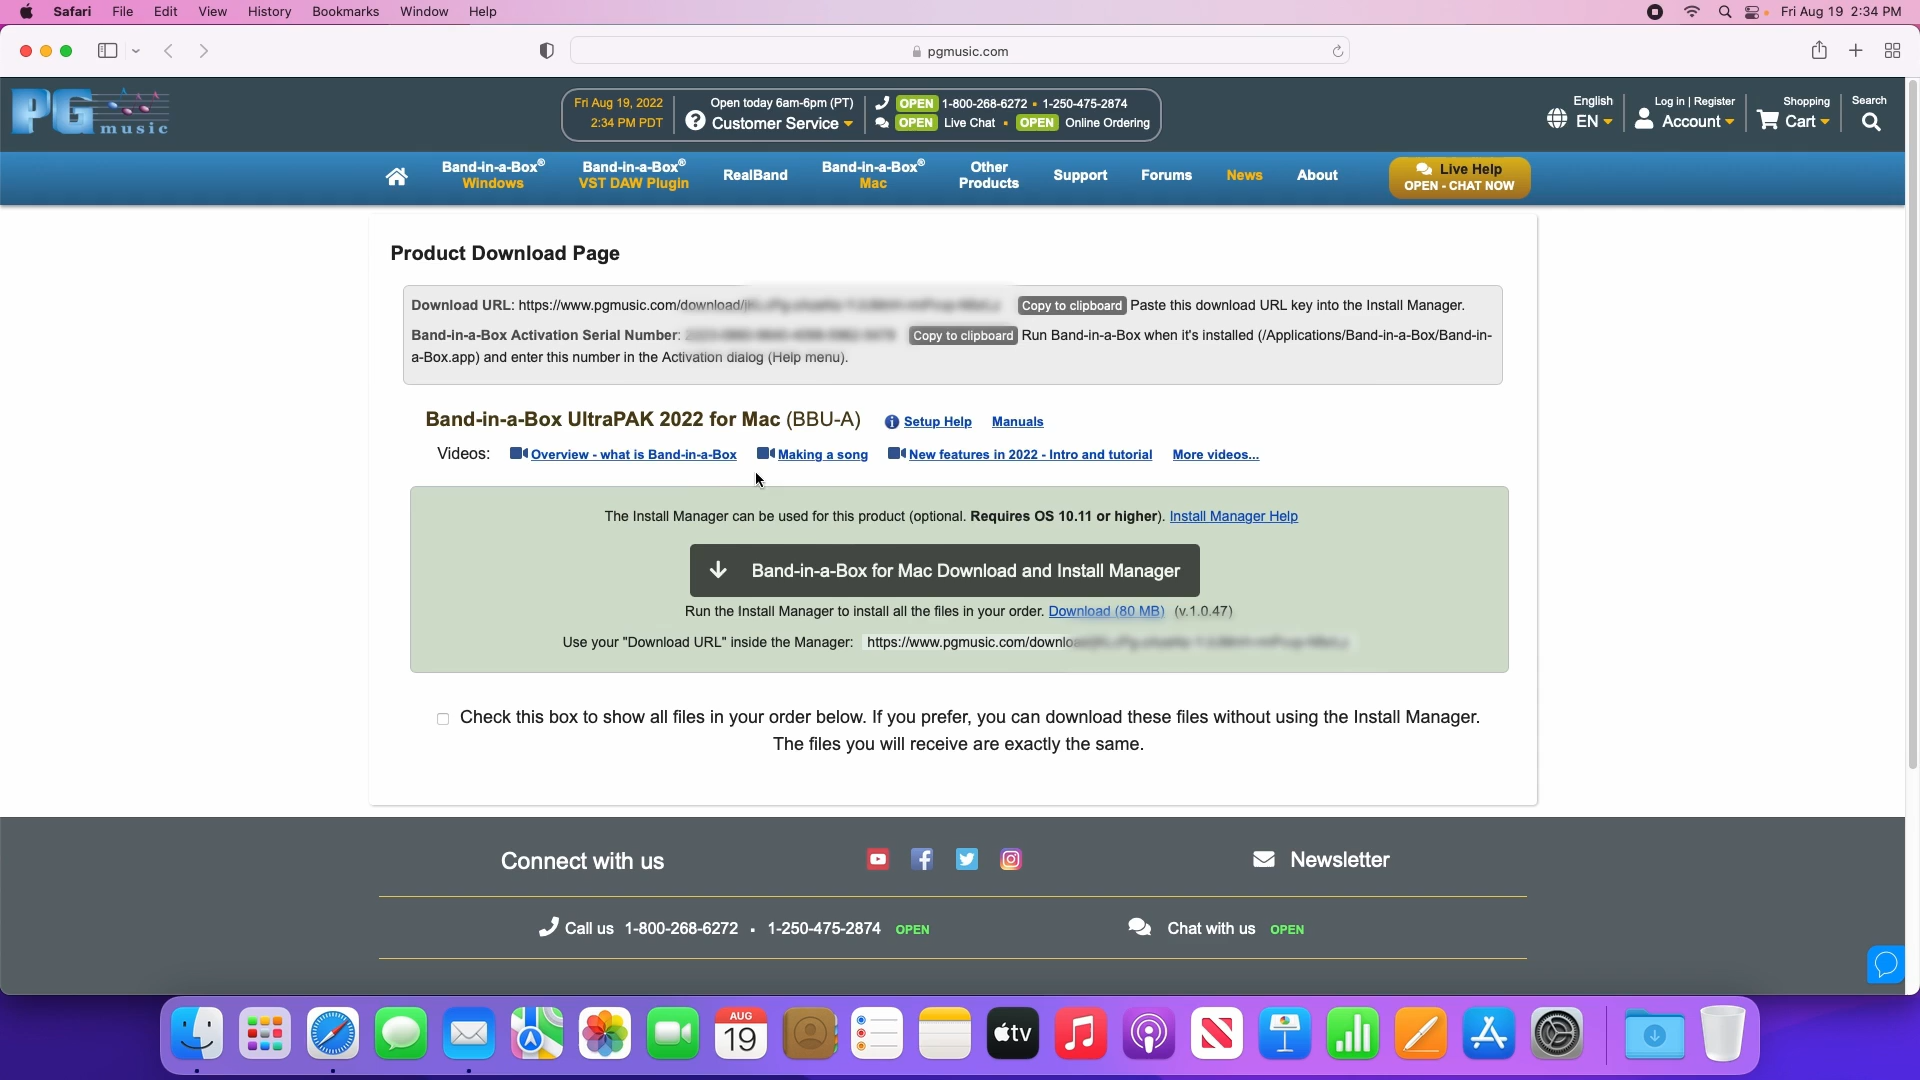 Safari File Edit View History Bookmarks Window Help Fri Aug 19 2:34 PM
pgmusic.com
PG music
Fri Aug 19, 2022
2:34 PM PDT
Open today 6am-6pm (PT)
Customer Service
OPEN 1-800-268-6272 • 1-250-475-2874
OPEN Live Chat • OPEN Online Ordering
English
EN
Log in | Register
Account
Shopping
Cart
Search
Band-in-a-Box®
Windows
Band-in-a-Box®
VST DAW Plugin
RealBand
Band-in-a-Box®
Mac
Other
Products
Support
Forums
News
About
Live Help
OPEN - CHAT NOW
Product Download Page
Download URL: https://www.pgmusic.com/download/ Copy to clipboard Paste this download URL key into the Install Manager.
Band-in-a-Box Activation Serial Number: Copy to clipboard Run Band-in-a-Box when it's installed (/Applications/Band-in-a-Box/Band-in-
a-Box.app) and enter this number in the Activation dialog (Help menu).
Band-in-a-Box UltraPAK 2022 for Mac (BBU-A) Setup Help Manuals
Videos: Overview - what is Band-in-a-Box Making a song New features in 2022 - Intro and tutorial More videos...
The Install Manager can be used for this product (optional. Requires OS 10.11 or higher). Install Manager Help
Band-in-a-Box for Mac Download and Install Manager
Run the Install Manager to install all the files in your order. Download (80 MB) (v.1.0.47)
Use your "Download URL" inside the Manager: https://www.pgmusic.com/downlo
Check this box to show all files in your order below. If you prefer, you can download these files without using the Install Manager.
The files you will receive are exactly the same.
Connect with us
Newsletter
Call us 1-800-268-6272 • 1-250-475-2874 OPEN
Chat with us OPEN
AUG
19
tv